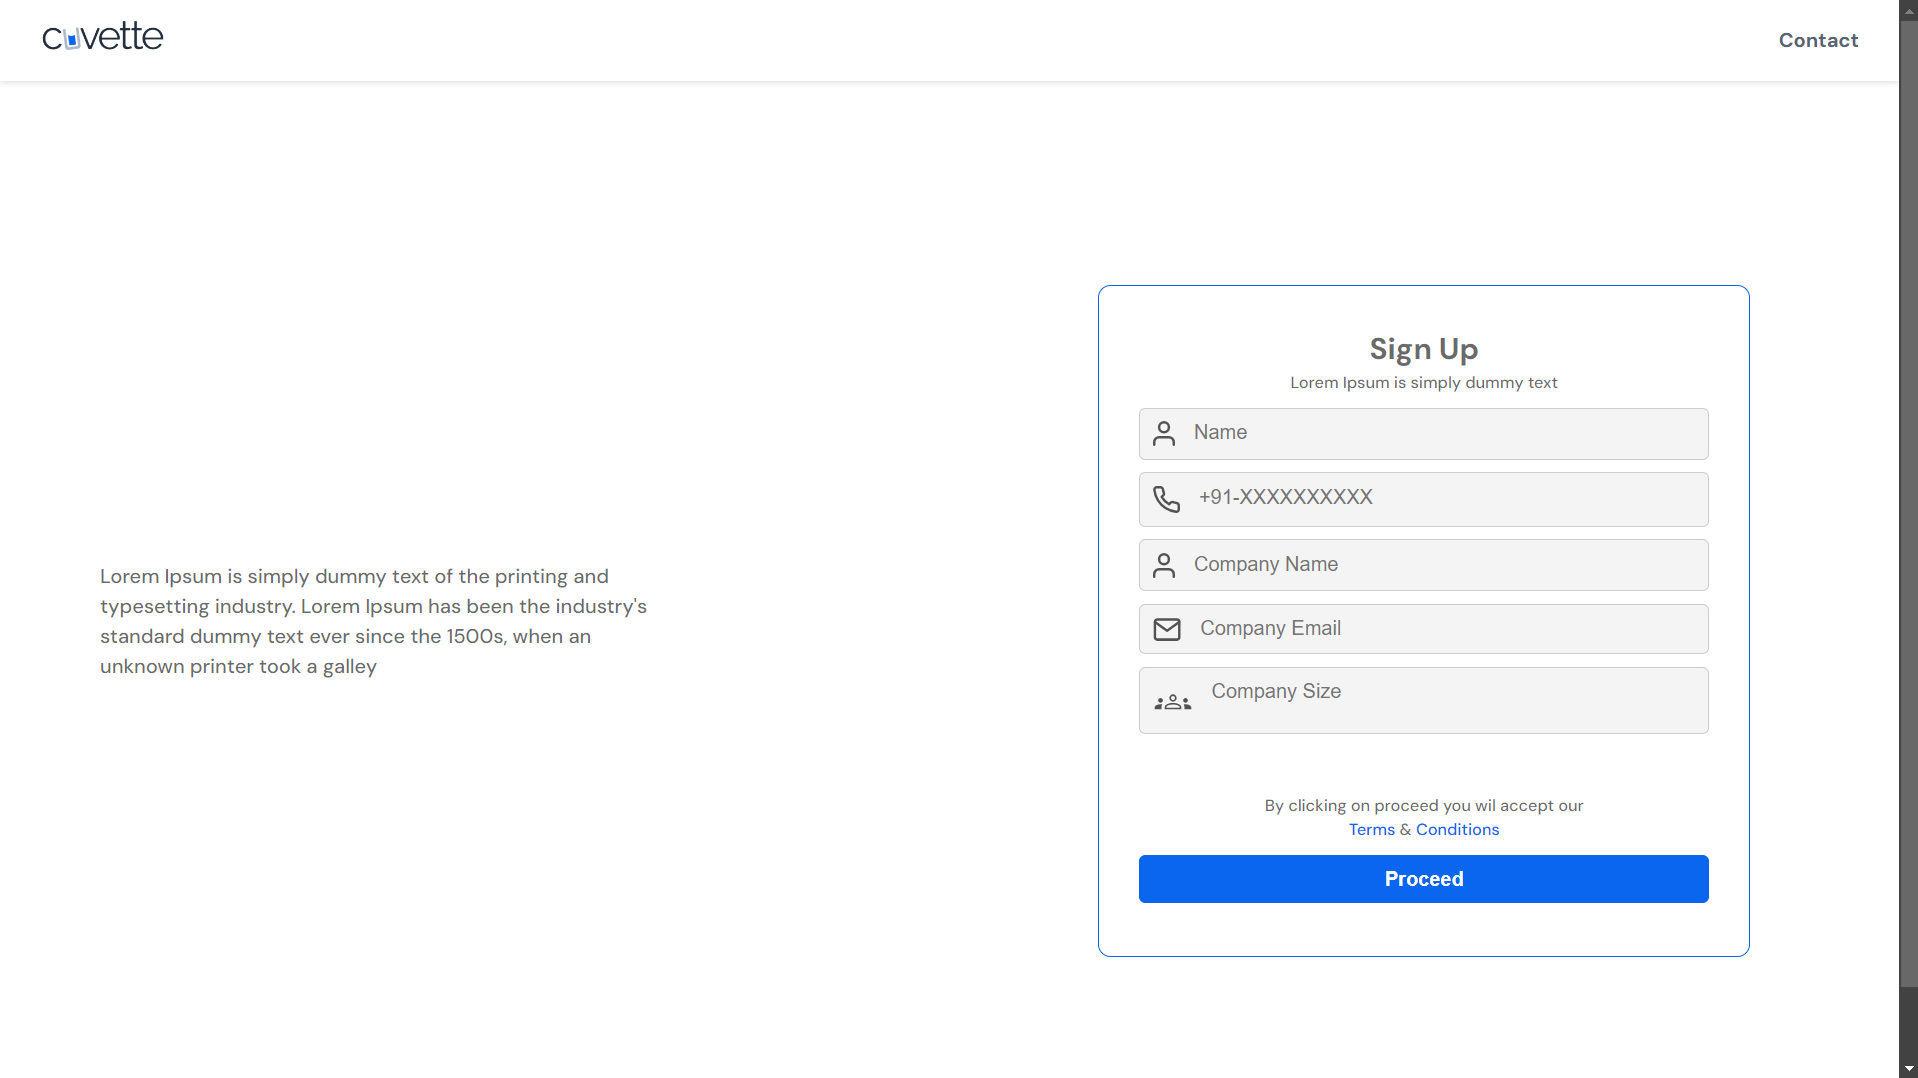 cuvette
Contact
Lorem Ipsum is simply dummy text of the printing and
typesetting industry. Lorem Ipsum has been the industry's
standard dummy text ever since the 1500s, when an
unknown printer took a galley
Sign Up
Lorem Ipsum is simply dummy text
Name
+91-XXXXXXXXXX
Company Name
Company Email
Company Size
By clicking on proceed you wil accept our
Terms & Conditions
Proceed